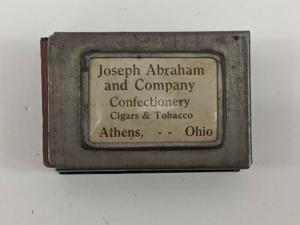 Joseph Abraham
and Company
Confectionery
Cigars & Tobacco
Athens, - - Ohio